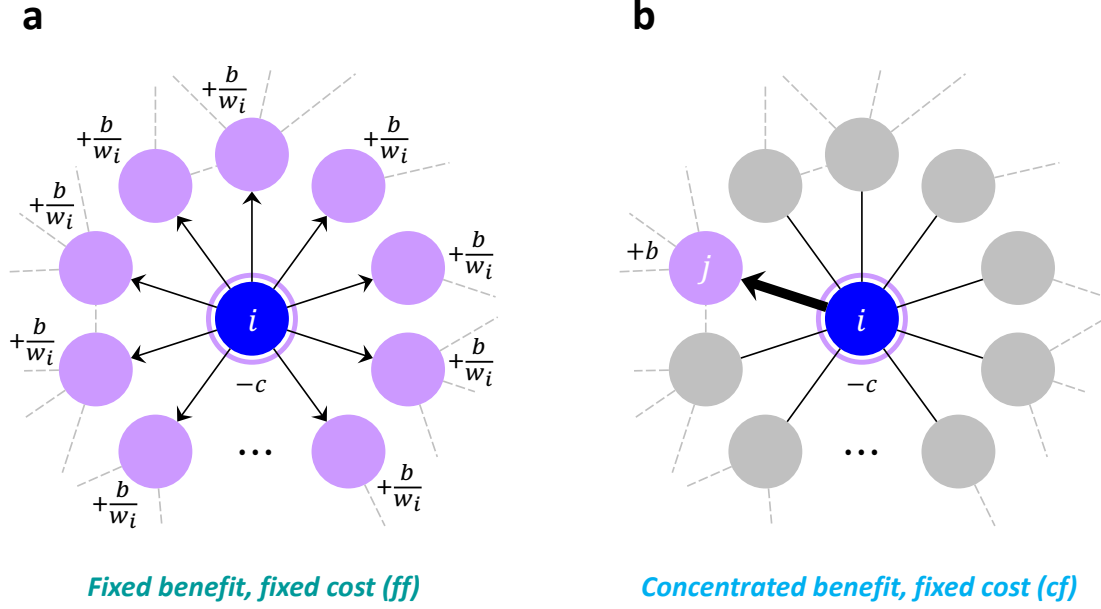 a
b
+b/w_i
+b/w_i
+b/w_i
+b/w_i
+b/w_i
+b/w_i
+b/w_i
+b/w_i
+b/w_i
i
−c
...
+b
j
i
−c
...
Fixed benefit, fixed cost (ff)
Concentrated benefit, fixed cost (cf)